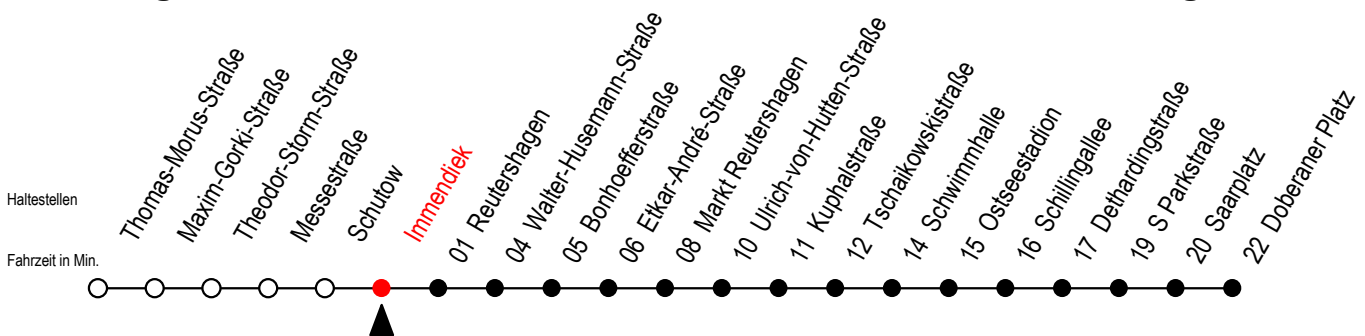 Haltestellen
Fahrzeit in Min.
Thomas-Morus-Straße
Maxim-Gorki-Straße
Theodor-Storm-Straße
Messestraße
Schutow
Immendiek
01 Reutershagen
04 Walter-Husemann-Straße
05 Bonhoefferstraße
06 Etkar-André-Straße
08 Markt Reutershagen
10 Ulrich-von-Hutten-Straße
11 Kuphalstraße
12 Tschaikowskistraße
14 Schwimmhalle
15 Ostseestadion
16 Schillingallee
17 Dethardingstraße
19 S Parkstraße
20 Saarplatz
22 Doberaner Platz